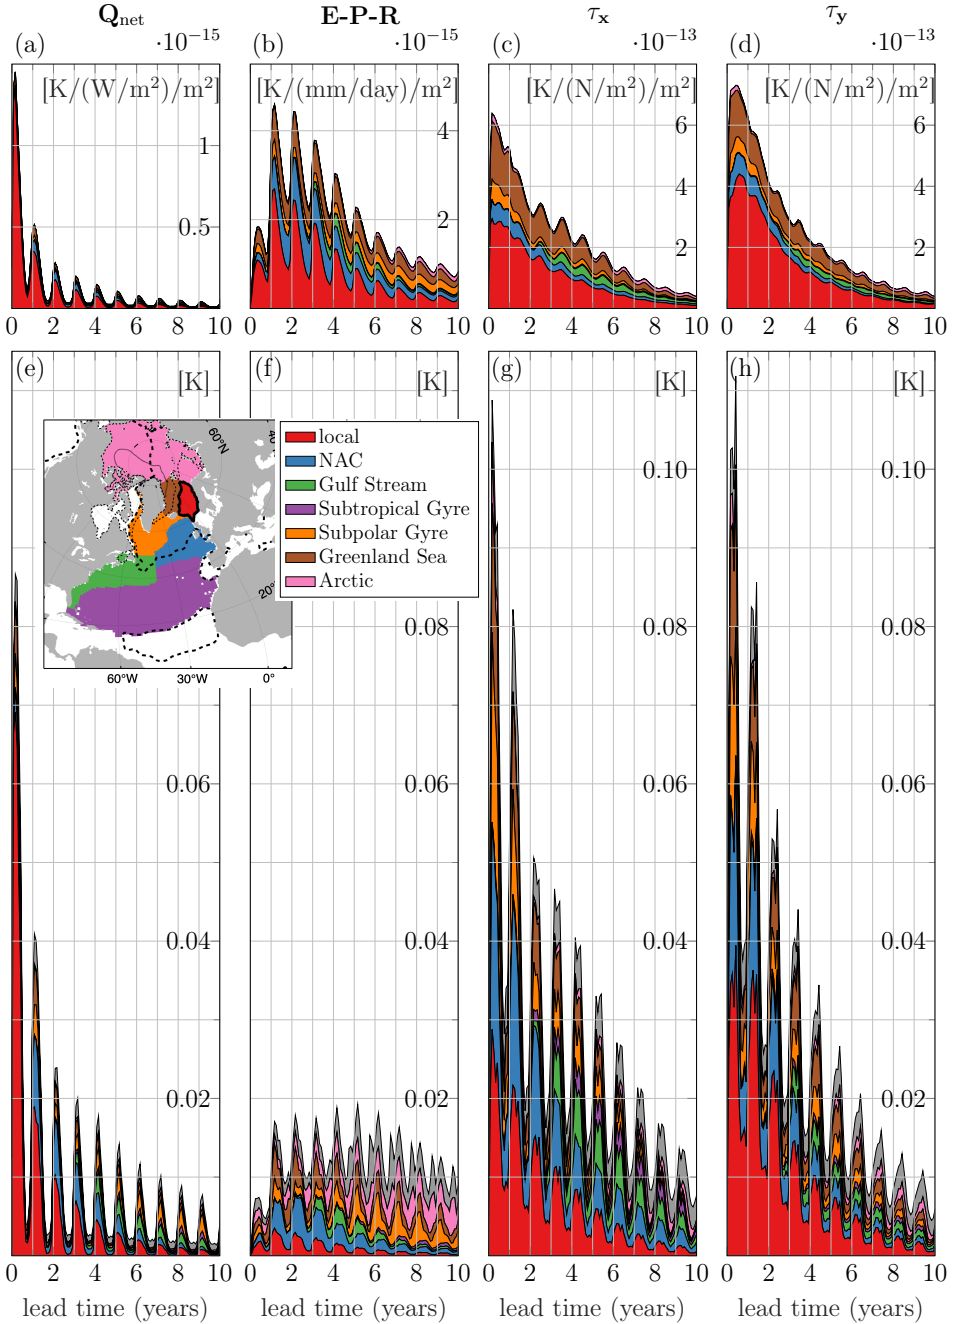 Q_net E-P-R τ_x τ_y
(a) ·10^−15 (b) ·10^−15 (c) ·10^−13 (d) ·10^−13
[K/(W/m²)/m²] [K/(mm/day)/m²] [K/(N/m²)/m²] [K/(N/m²)/m²]
1 4 6 6
4 4
0.5 2 2 2
0 2 4 6 8 10 0 2 4 6 8 10 0 2 4 6 8 10 0 2 4 6 8 10
(e) [K] (f) [K] (g) [K] (h) [K]
60°N
20°
60°W 30°W 0°
local
NAC
Gulf Stream
Subtropical Gyre
Subpolar Gyre
Greenland Sea
Arctic
0.10 0.10
0.08 0.08 0.08 0.08
0.06 0.06 0.06 0.06
0.04 0.04 0.04 0.04
0.02 0.02 0.02 0.02
0 2 4 6 8 10 0 2 4 6 8 10 0 2 4 6 8 10 0 2 4 6 8 10
lead time (years) lead time (years) lead time (years) lead time (years)